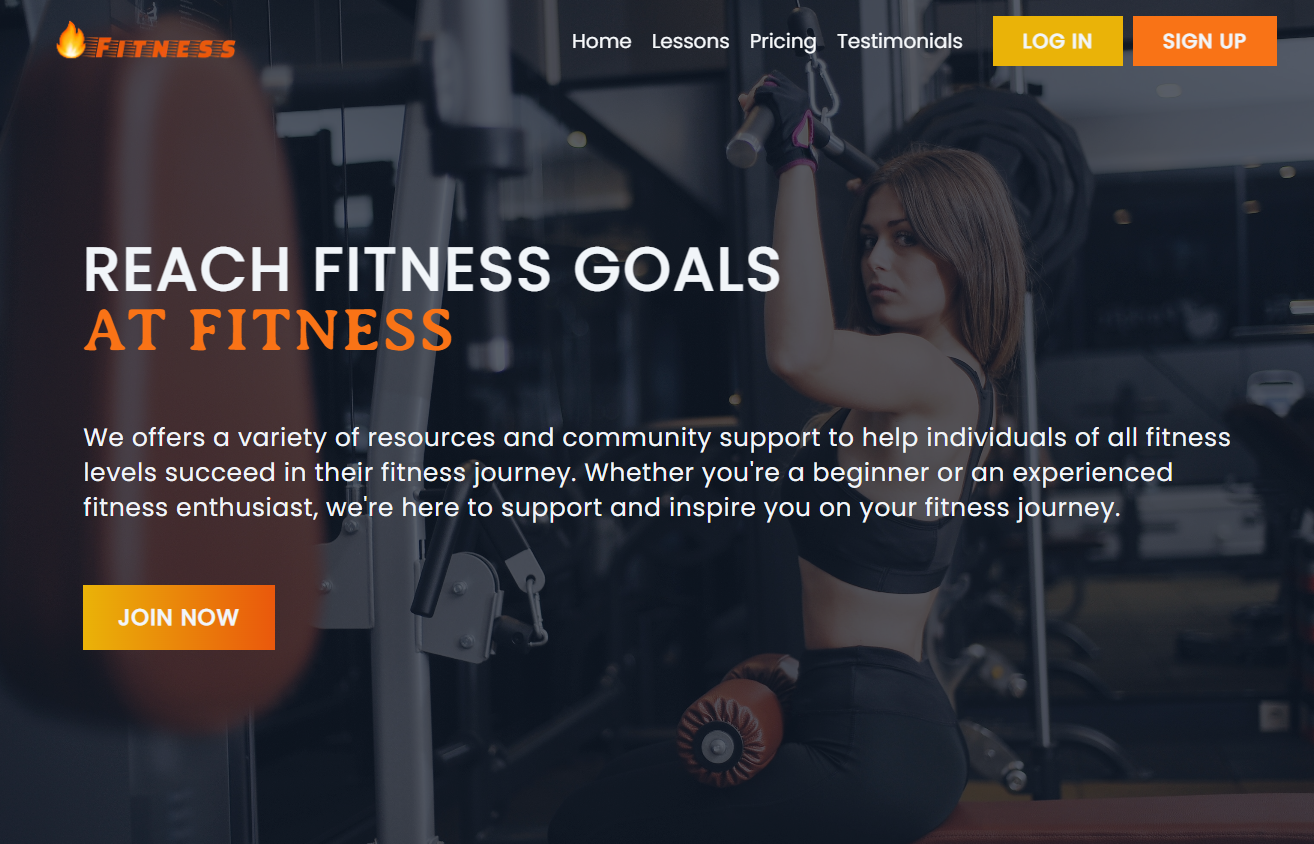 FITNESS
Home Lessons Pricing Testimonials LOG IN SIGN UP
REACH FITNESS GOALS
AT FITNESS
We offers a variety of resources and community support to help individuals of all fitness
levels succeed in their fitness journey. Whether you're a beginner or an experienced
fitness enthusiast, we're here to support and inspire you on your fitness journey.
JOIN NOW